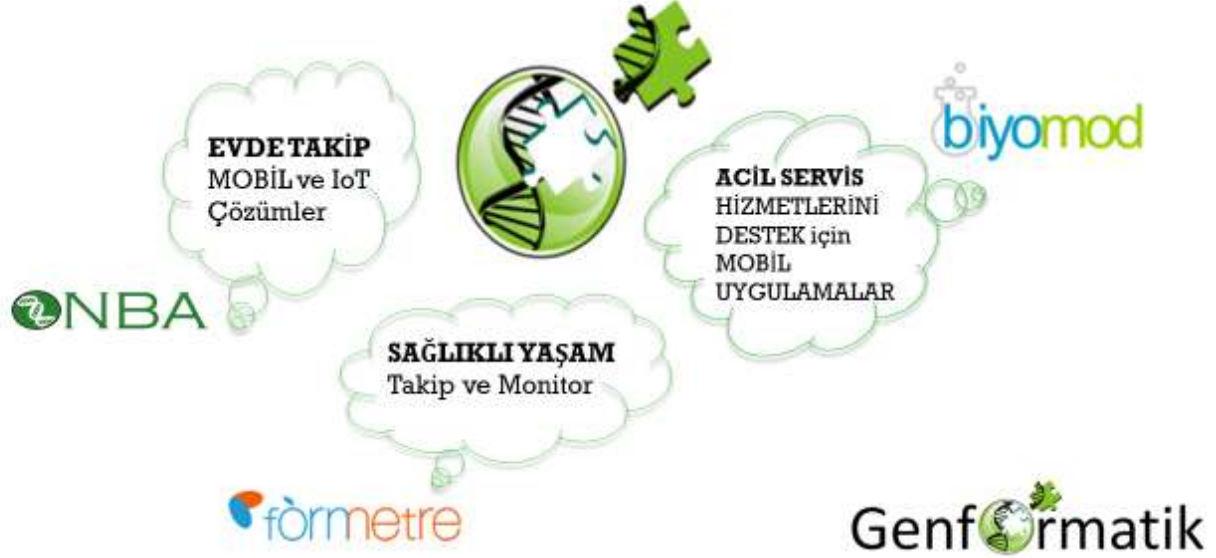 EVDE TAKİP
MOBİL ve IoT
Çözümler
NBA
SAĞLIKLI YAŞAM
Takip ve Monitor
fòrmetre
biyomod
ACİL SERVİS
HİZMETLERİNİ
DESTEK için
MOBİL
UYGULAMALAR
Genformatik